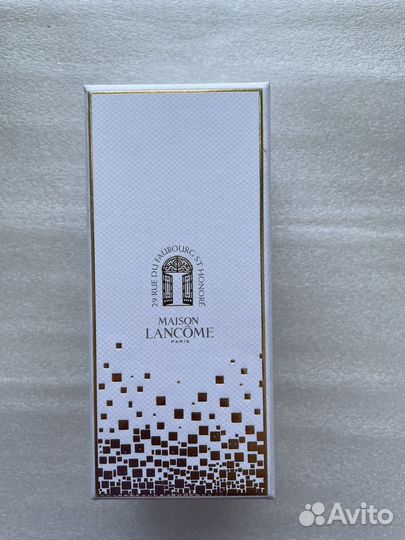 29 RUE DU FAUBOURG ST HONORÉ
MAISON
LANCÔME
PARIS
Avito